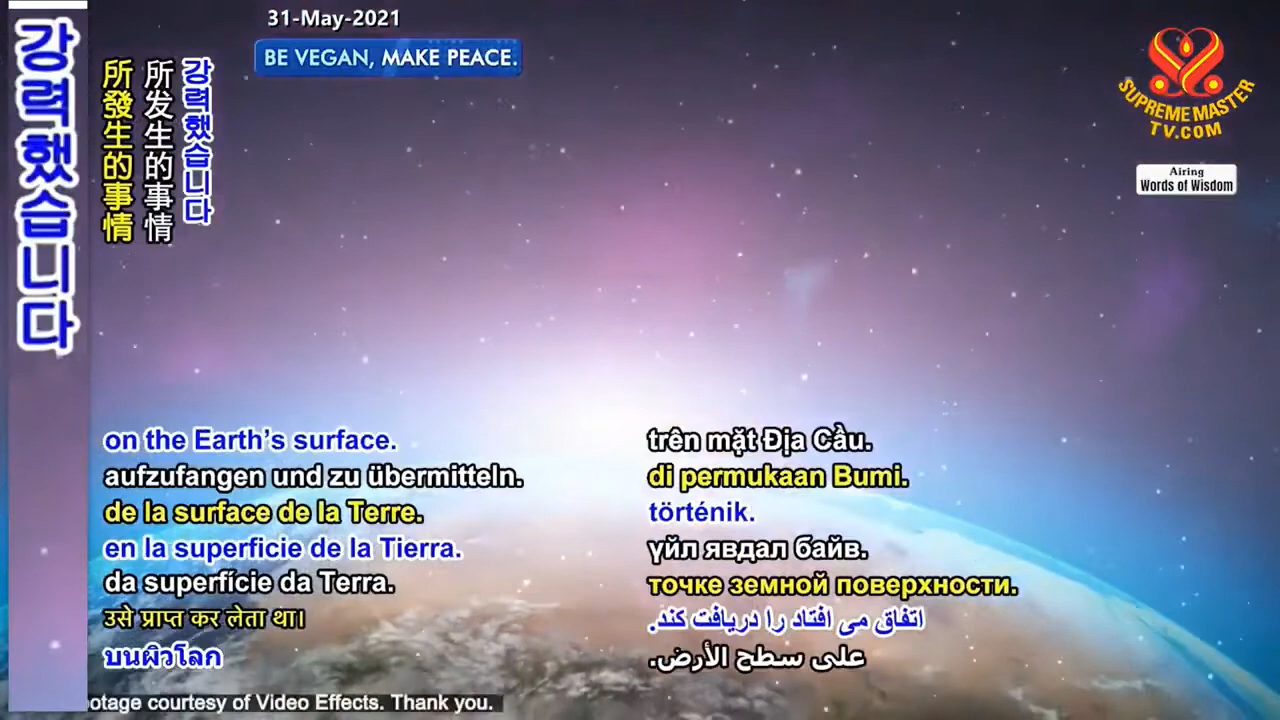 강력했습니다
31-May-2021
BE VEGAN, MAKE PEACE.
SUPREME MASTER
TV.COM
Airing
Words of Wisdom
所發生的事情
所发生的事情
강력했습니다
on the Earth's surface.
aufzufangen und zu übermitteln.
de la surface de la Terre.
en la superficie de la Tierra.
da superfície da Terra.
उसे प्राप्त कर लेता था।
บนผิวโลก
trên mặt Địa Cầu.
di permukaan Bumi.
történik.
үйл явдал байв.
точке земной поверхности.
اتفاق می افتاد را دریافت کند.
على سطح الأرض.
ootage courtesy of Video Effects. Thank you.